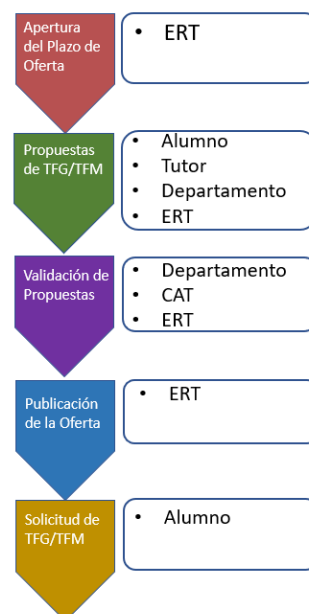 Apertura
del Plazo de
Oferta
• ERT
Propuestas
de TFG/TFM
• Alumno
• Tutor
• Departamento
• ERT
Validación de
Propuestas
• Departamento
• CAT
• ERT
Publicación
de la Oferta
• ERT
Solicitud de
TFG/TFM
• Alumno